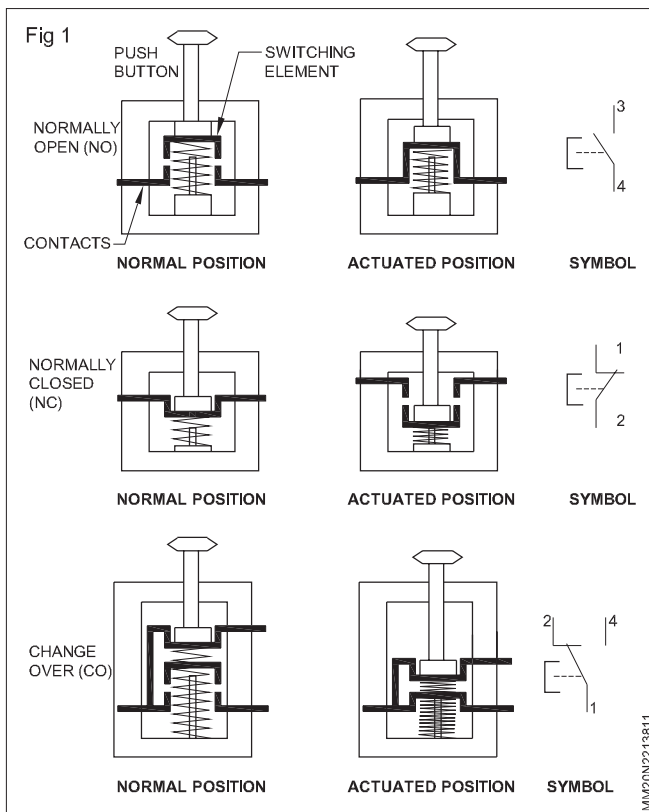 Fig 1
PUSH
BUTTON
SWITCHING
ELEMENT
NORMALLY
OPEN (NO)
CONTACTS
3
4
NORMAL POSITION
ACTUATED POSITION
SYMBOL
NORMALLY
CLOSED
(NC)
1
2
NORMAL POSITION
ACTUATED POSITION
SYMBOL
CHANGE
OVER (CO)
2
4
1
NORMAL POSITION
ACTUATED POSITION
SYMBOL
MM20N2213811